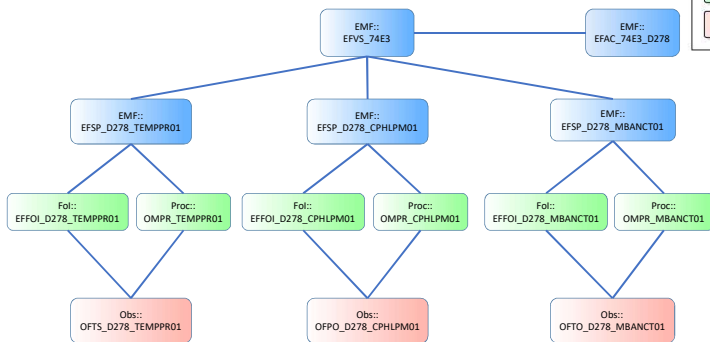 EMF::
EFVS_74E3
EMF::
EFAC_74E3_D278
EMF::
EFSP_D278_TEMPPR01
EMF::
EFSP_D278_CPHLPM01
EMF::
EFSP_D278_MBANCT01
FoI::
EFFOI_D278_TEMPPR01
Proc::
OMPR_TEMPPR01
FoI::
EFFOI_D278_CPHLPM01
Proc::
OMPR_CPHLPM01
FoI::
EFFOI_D278_MBANCT01
Proc::
OMPR_MBANCT01
Obs::
OFTS_D278_TEMPPR01
Obs::
OFPO_D278_CPHLPM01
Obs::
OFTO_D278_MBANCT01